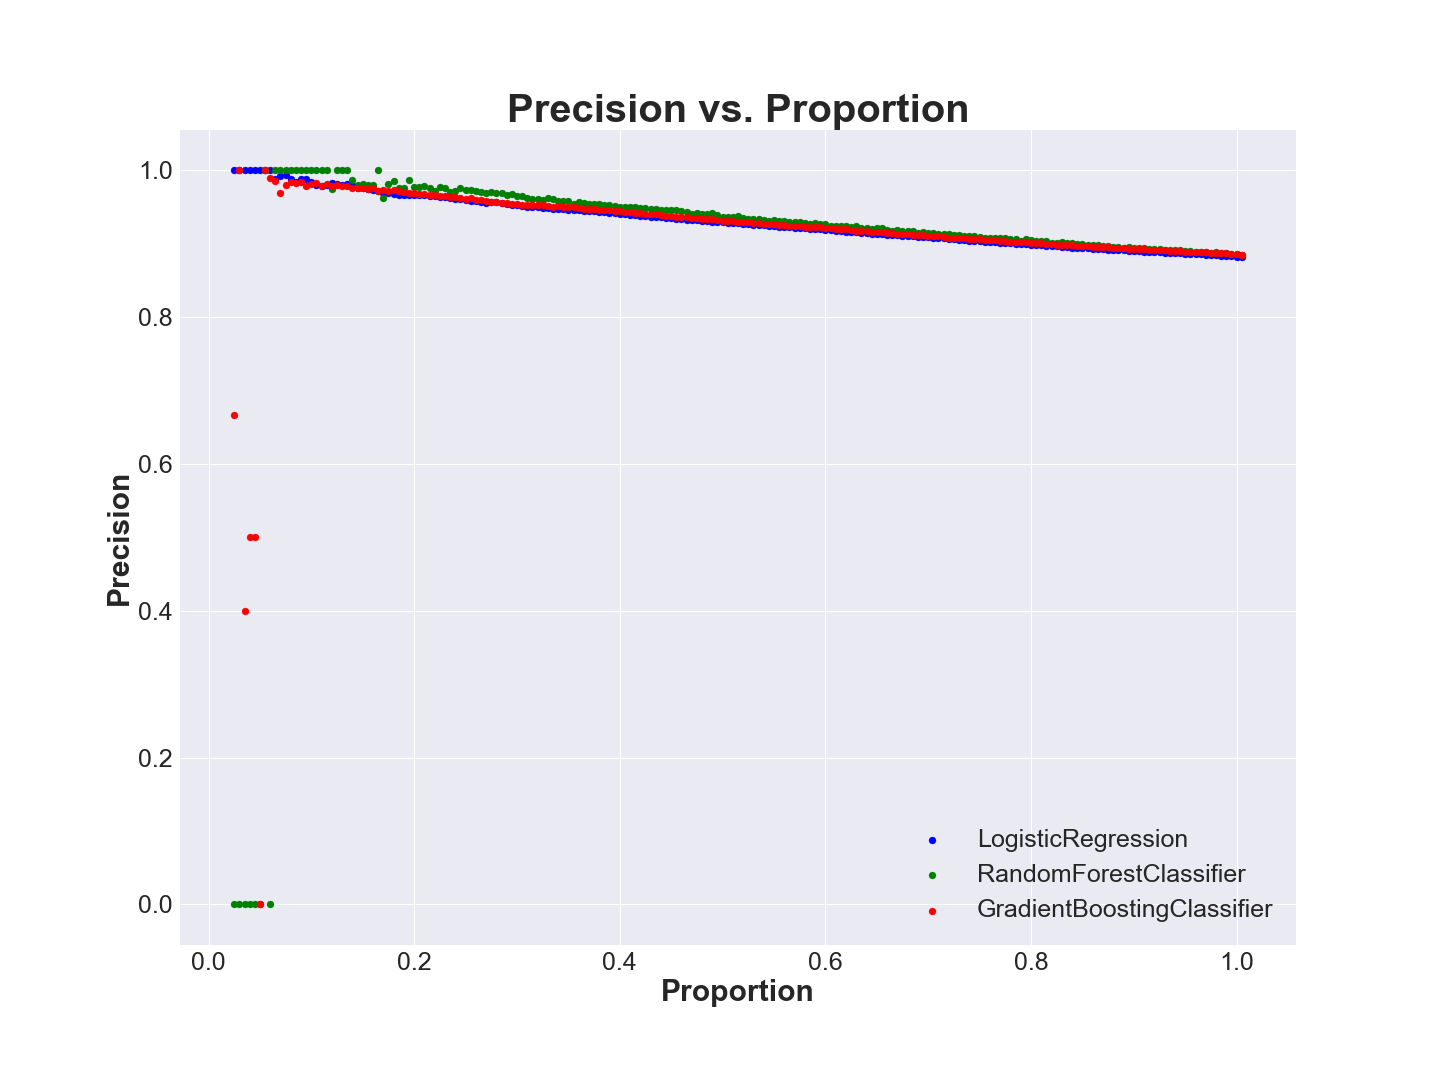 Precision vs. Proportion
1.0
0.8
0.6
0.4
0.2
0.0
Precision
LogisticRegression
RandomForestClassifier
GradientBoostingClassifier
0.0 0.2 0.4 0.6 0.8 1.0
Proportion